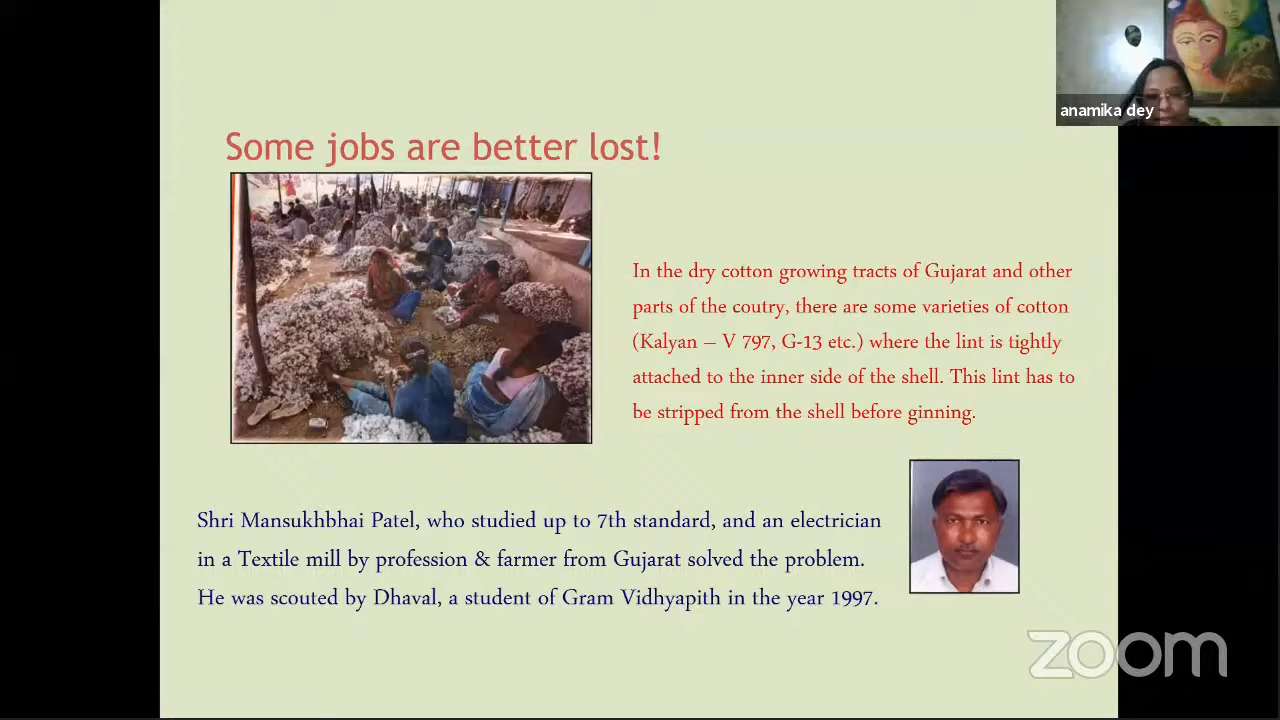 anamika dey
Some jobs are better lost!
In the dry cotton growing tracts of Gujarat and other
parts of the coutry, there are some varieties of cotton
(Kalyan – V 797, G-13 etc.) where the lint is tightly
attached to the inner side of the shell. This lint has to
be stripped from the shell before ginning.
Shri Mansukhbhai Patel, who studied up to 7th standard, and an electrician
in a Textile mill by profession & farmer from Gujarat solved the problem.
He was scouted by Dhaval, a student of Gram Vidhyapith in the year 1997.
zoom